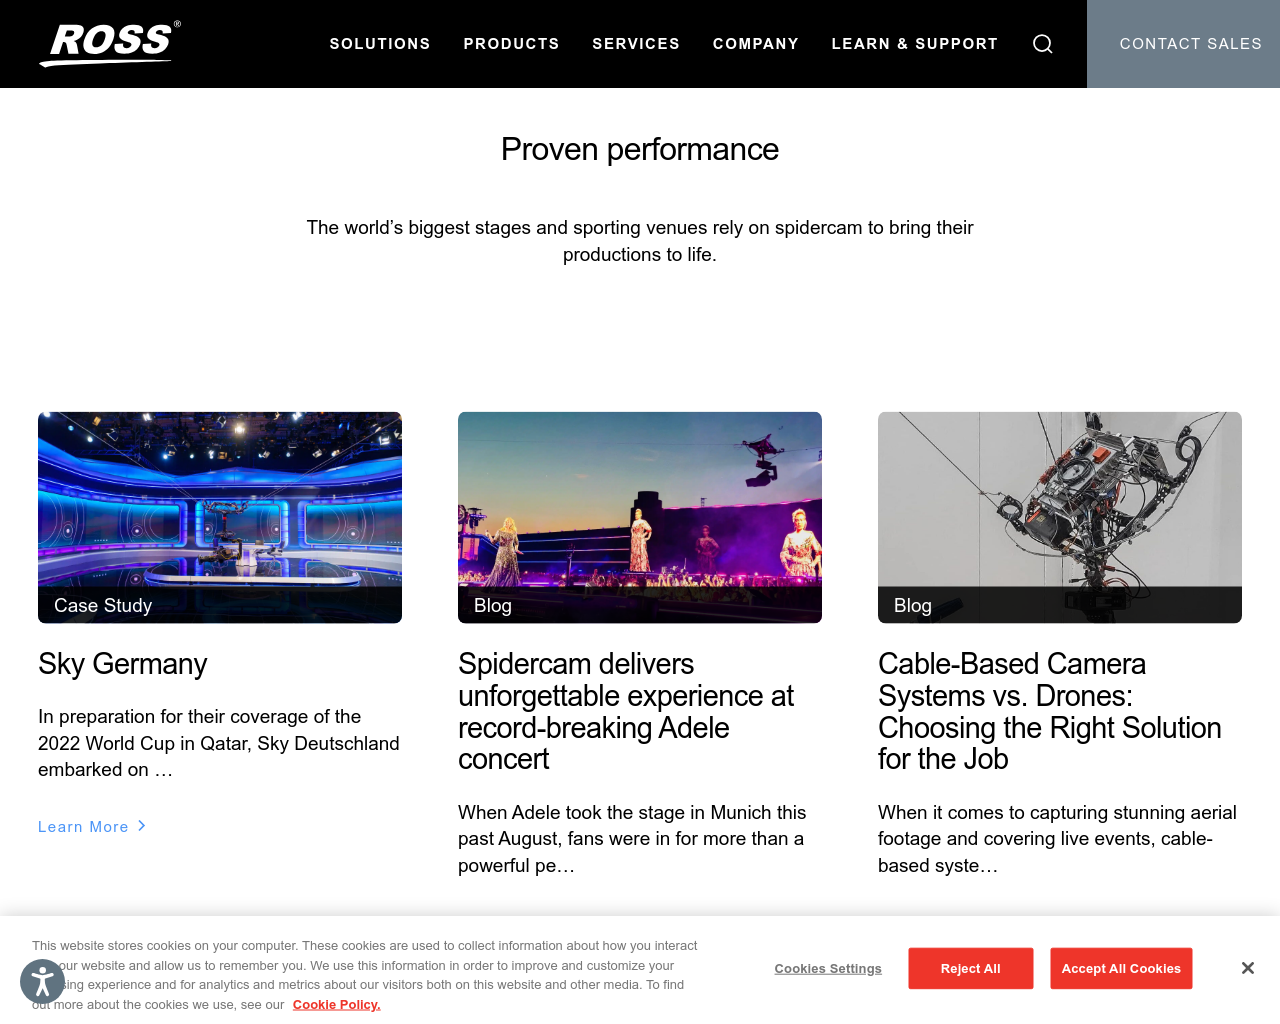 ROSS®
SOLUTIONS
PRODUCTS
SERVICES
COMPANY
LEARN & SUPPORT
CONTACT SALES
Proven performance
The world’s biggest stages and sporting venues rely on spidercam to bring their
productions to life.
Case Study
Sky Germany
In preparation for their coverage of the
2022 World Cup in Qatar, Sky Deutschland
embarked on …
Learn More
Blog
Spidercam delivers
unforgettable experience at
record-breaking Adele
concert
When Adele took the stage in Munich this
past August, fans were in for more than a
powerful pe…
Blog
Cable-Based Camera
Systems vs. Drones:
Choosing the Right Solution
for the Job
When it comes to capturing stunning aerial
footage and covering live events, cable-
based syste…
This website stores cookies on your computer. These cookies are used to collect information about how you interact
our website and allow us to remember you. We use this information in order to improve and customize your
experience and for analytics and metrics about our visitors both on this website and other media. To find
out more about the cookies we use, see our Cookie Policy.
Cookies Settings
Reject All
Accept All Cookies